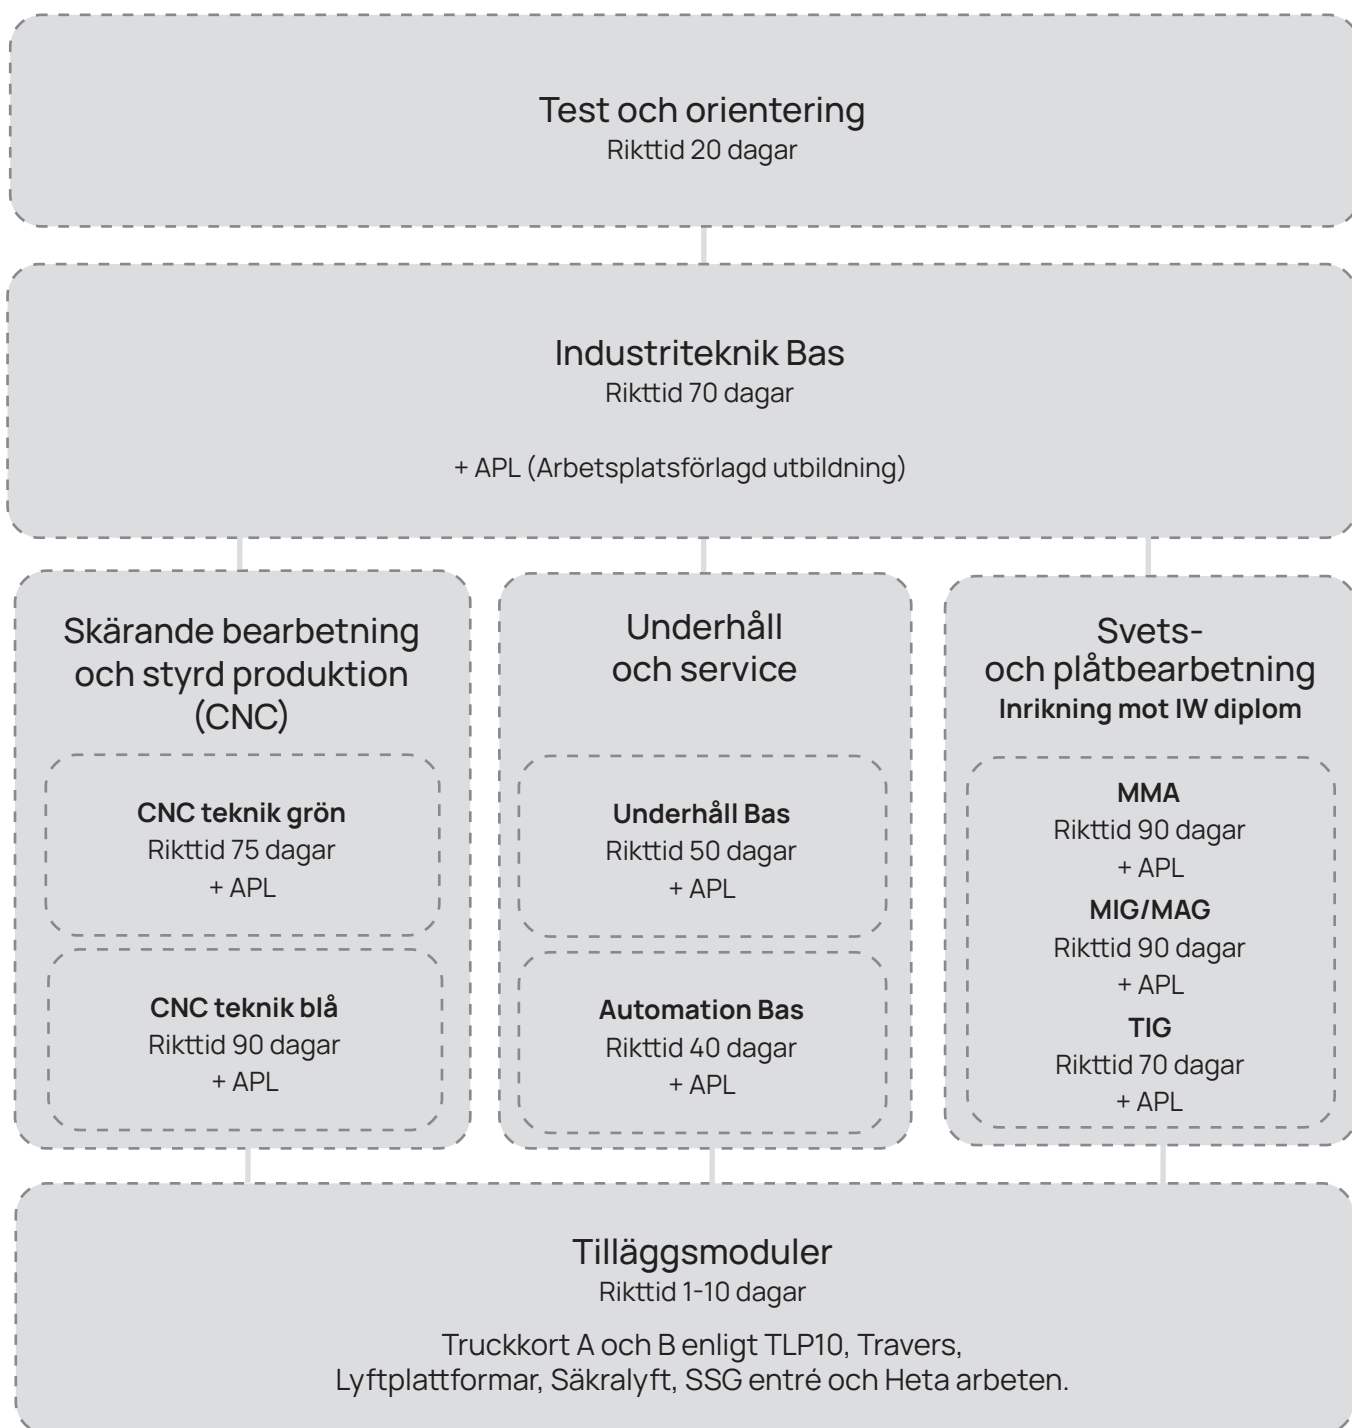 Test och orientering
Rikttid 20 dagar
Industriteknik Bas
Rikttid 70 dagar
+ APL (Arbetsplatsförlagd utbildning)
Skärande bearbetning
och styrd produktion
(CNC)
CNC teknik grön
Rikttid 75 dagar
+ APL
CNC teknik blå
Rikttid 90 dagar
+ APL
Underhåll
och service
Underhåll Bas
Rikttid 50 dagar
+ APL
Automation Bas
Rikttid 40 dagar
+ APL
Svets-
och plåtbearbetning
Inrikning mot IW diplom
MMA
Rikttid 90 dagar
+ APL
MIG/MAG
Rikttid 90 dagar
+ APL
TIG
Rikttid 70 dagar
+ APL
Tilläggsmoduler
Rikttid 1-10 dagar
Truckkort A och B enligt TLP10, Travers,
Lyftplattformar, Säkralyft, SSG entré och Heta arbeten.